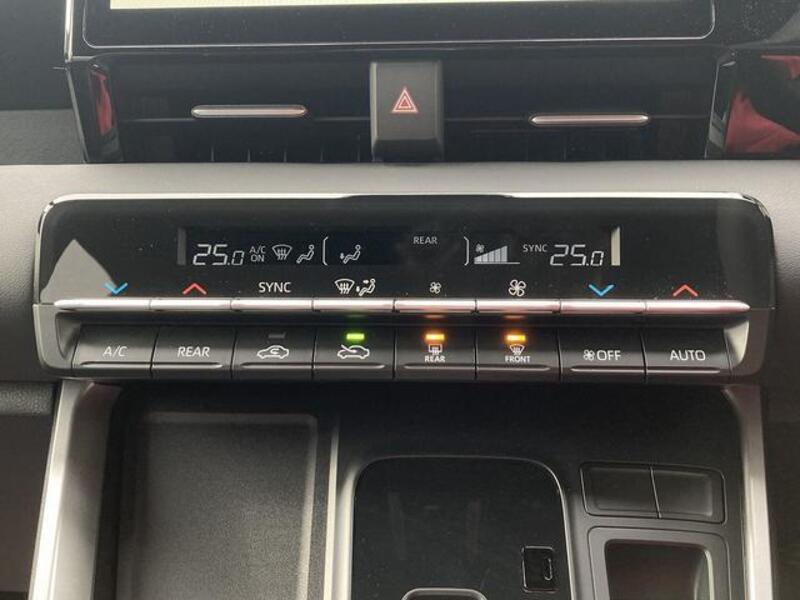 REAR
25.0 A/C ON SYNC 25.0
SYNC
A/C REAR REAR FRONT OFF AUTO